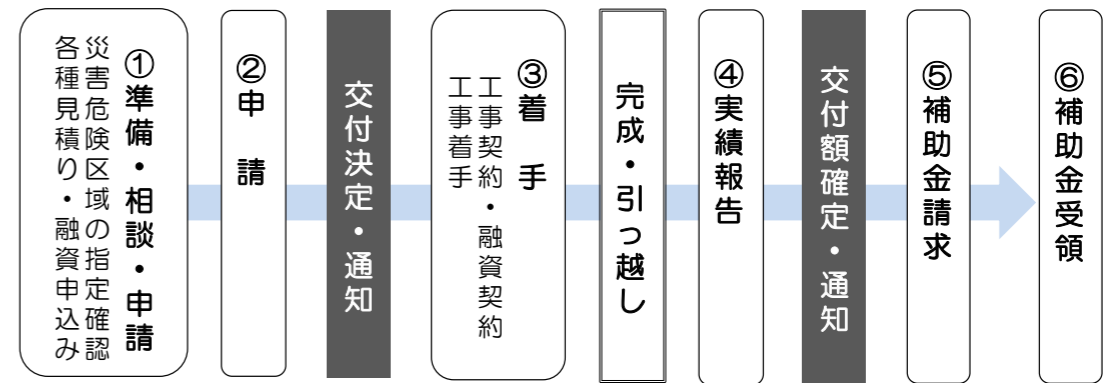 ①準備・相談・申請
災害危険区域の指定確認
各種見積り・融資申込み
②申　請
交付決定・通知
③着　手
工事契約・融資契約
工事着手
完成・引っ越し
④実績報告
交付額確定・通知
⑤補助金請求
⑥補助金受領